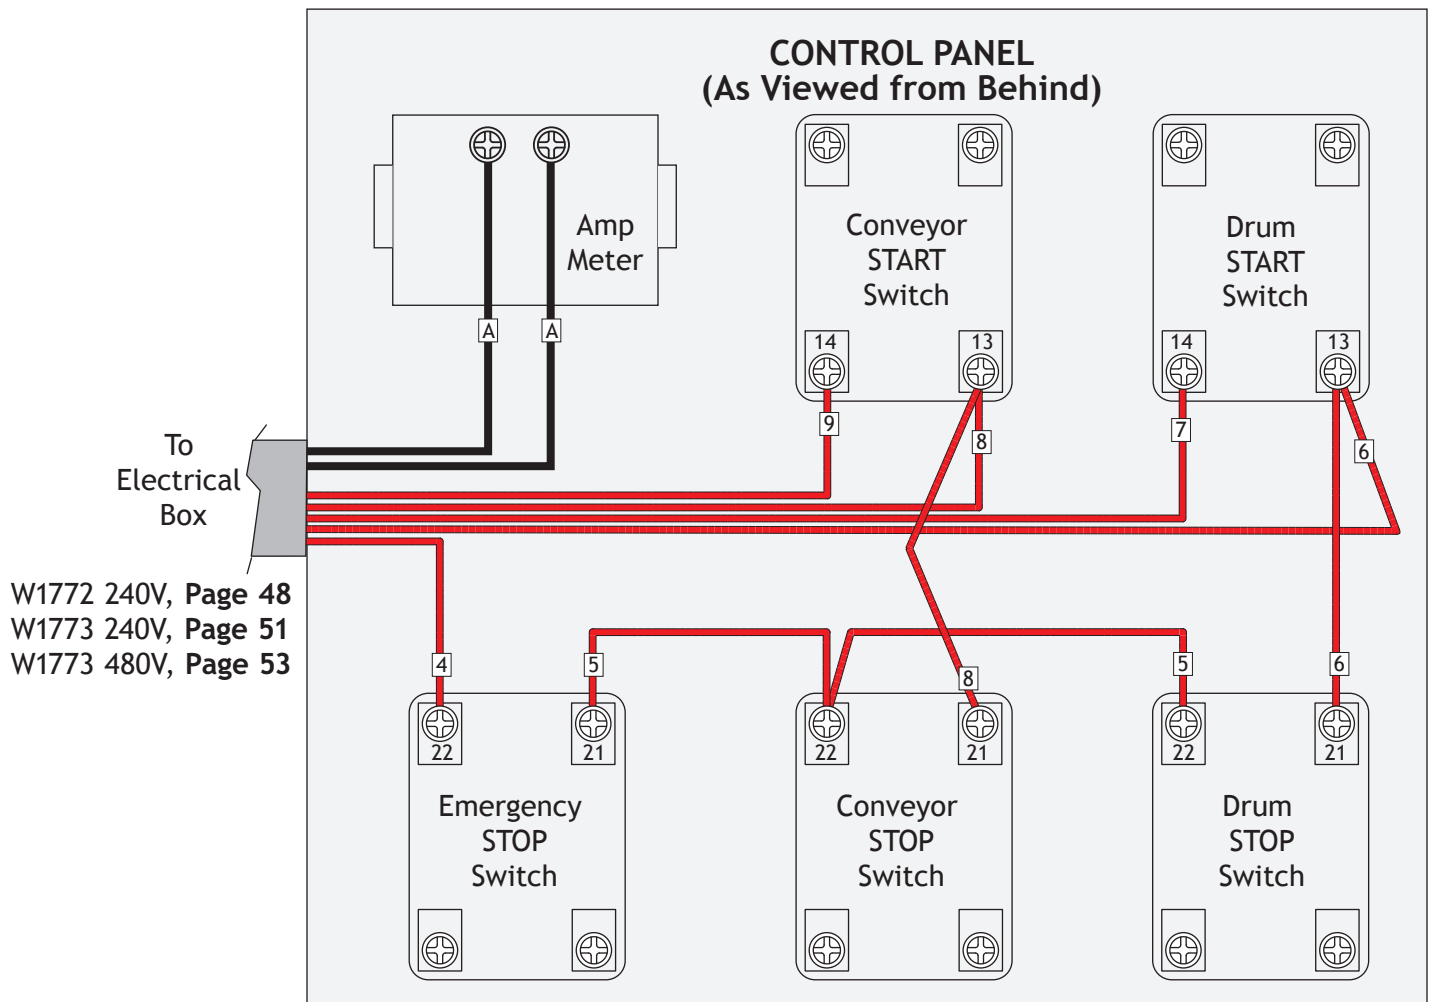 CONTROL PANEL
(As Viewed from Behind)
Amp
Meter
A
A
Conveyor
START
Switch
14
13
Drum
START
Switch
14
13
9
8
7
6
To
Electrical
Box
W1772 240V, Page 48
W1773 240V, Page 51
W1773 480V, Page 53
4
5
8
5
6
22
21
Emergency
STOP
Switch
22
21
Conveyor
STOP
Switch
22
21
Drum
STOP
Switch